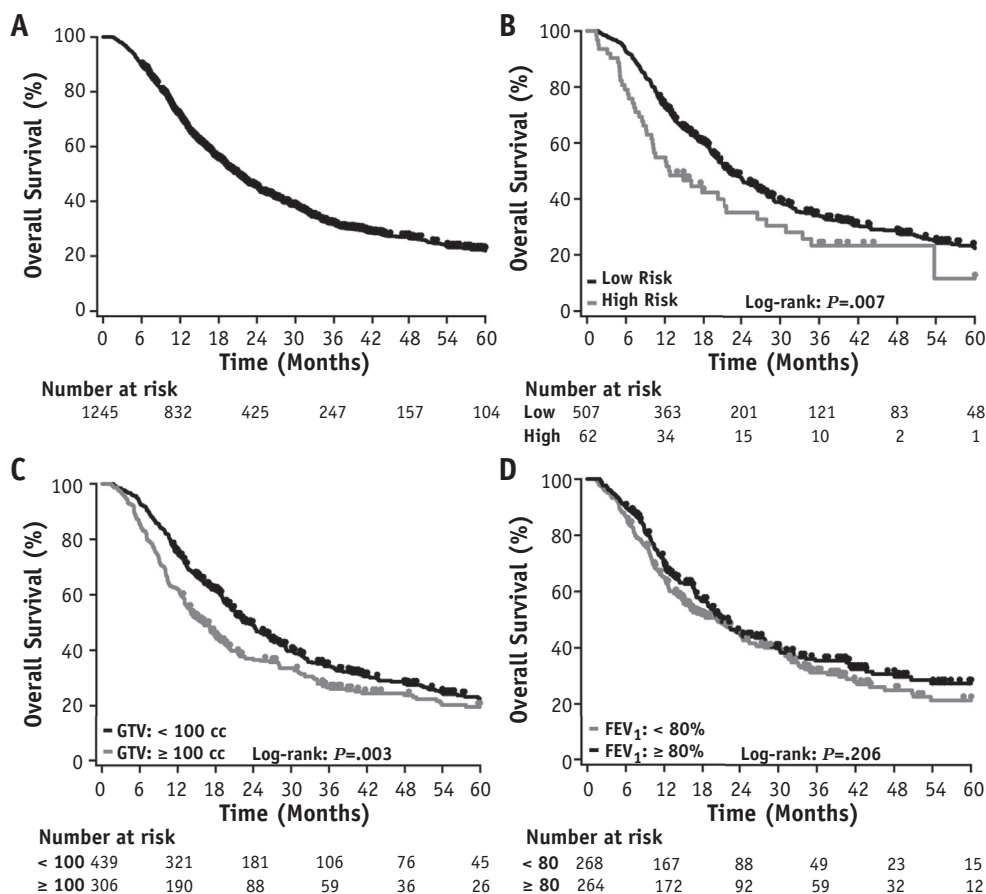 A
100
80
60
40
20
0
Overall Survival (%)
0 6 12 18 24 30 36 42 48 54 60
Time (Months)
Number at risk
1245 832 425 247 157 104
B
100
80
60
40
20
0
Overall Survival (%)
Low Risk
High Risk
Log-rank: P=.007
0 6 12 18 24 30 36 42 48 54 60
Time (Months)
Number at risk
Low 507 363 201 121 83 48
High 62 34 15 10 2 1
C
100
80
60
40
20
0
Overall Survival (%)
GTV: < 100 cc
GTV: ≥ 100 cc
Log-rank: P=.003
0 6 12 18 24 30 36 42 48 54 60
Time (Months)
Number at risk
< 100 439 321 181 106 76 45
≥ 100 306 190 88 59 36 26
D
100
80
60
40
20
0
Overall Survival (%)
FEV1: < 80%
FEV1: ≥ 80%
Log-rank: P=.206
0 6 12 18 24 30 36 42 48 54 60
Time (Months)
Number at risk
< 80 268 167 88 49 23 15
≥ 80 264 172 92 59 32 12